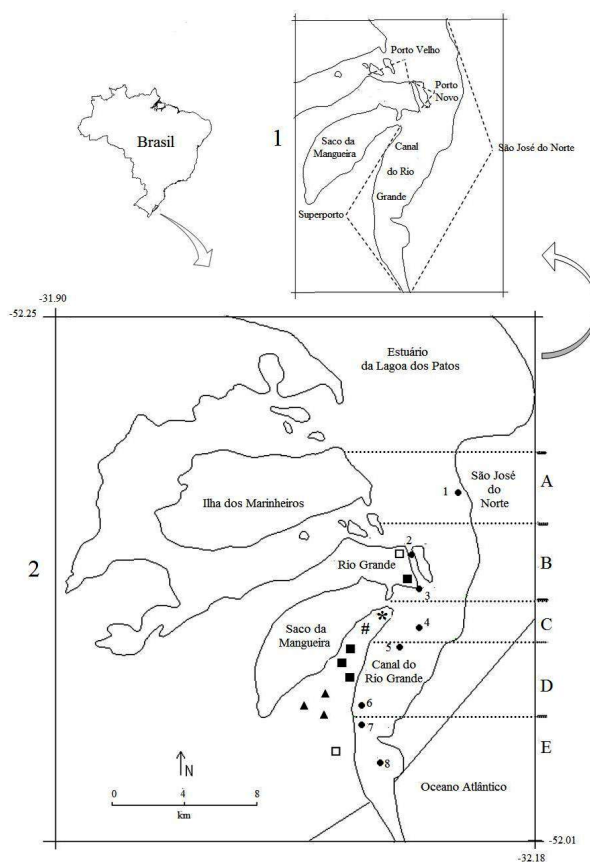 Porto Velho
Porto
Novo
Brasil
1
Saco da
Mangueira
Canal
do Rio
Grande
São José do Norte
Superporto
-31.90
-52.25
Estuário
da Lagoa dos Patos
A
São José
do
Norte
1
Ilha dos Marinheiros
2
2
B
Rio Grande
3
C
*
#
4
Saco da
Mangueira
5
Canal do
Rio Grande
D
6
7
E
N
8
0 4 8
km
Oceano Atlântico
-52.01
-32.18